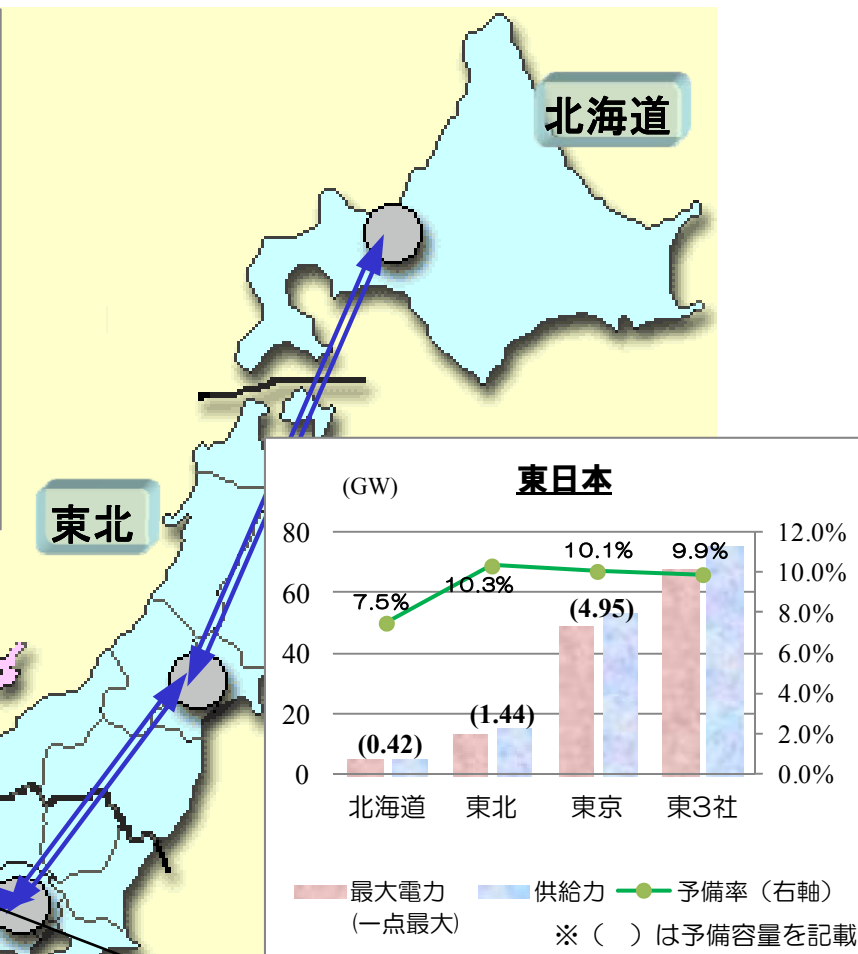 北海道
東北
(GW)
東日本
80
60
40
20
0
12.0%
10.0%
8.0%
6.0%
4.0%
2.0%
0.0%
7.5%
10.3%
10.1%
9.9%
(0.42)
(1.44)
(4.95)
北海道 東北 東京 東3社
最大電力 供給力 予備率（右軸）
(一点最大)
※（　）は予備容量を記載